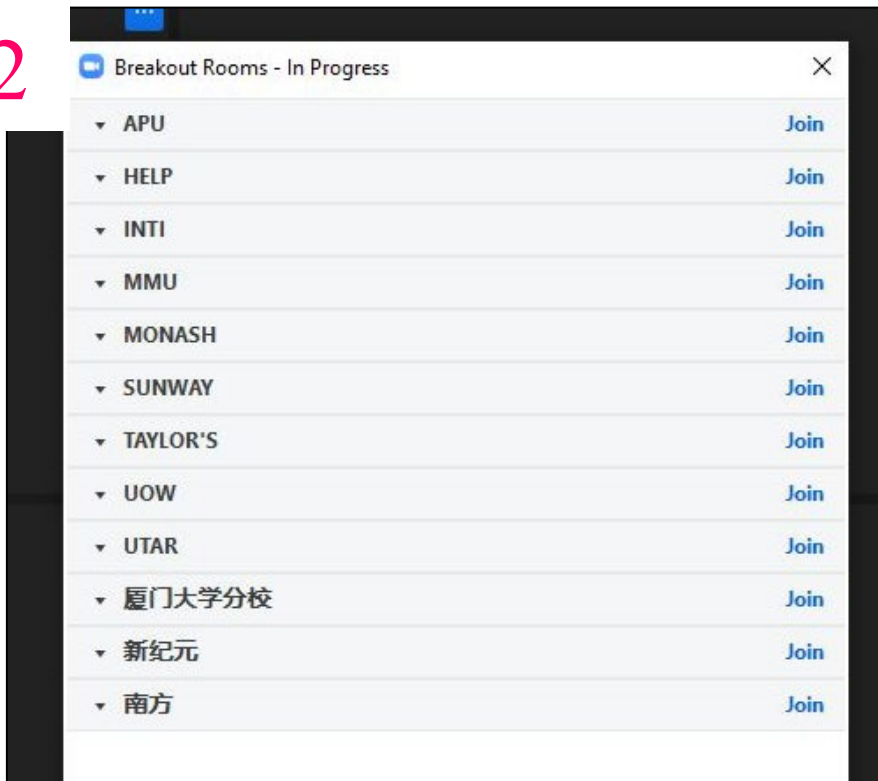 2
Breakout Rooms - In Progress
APU Join
HELP Join
INTI Join
MMU Join
MONASH Join
SUNWAY Join
TAYLOR'S Join
UOW Join
UTAR Join
厦门大学分校 Join
新纪元 Join
南方 Join